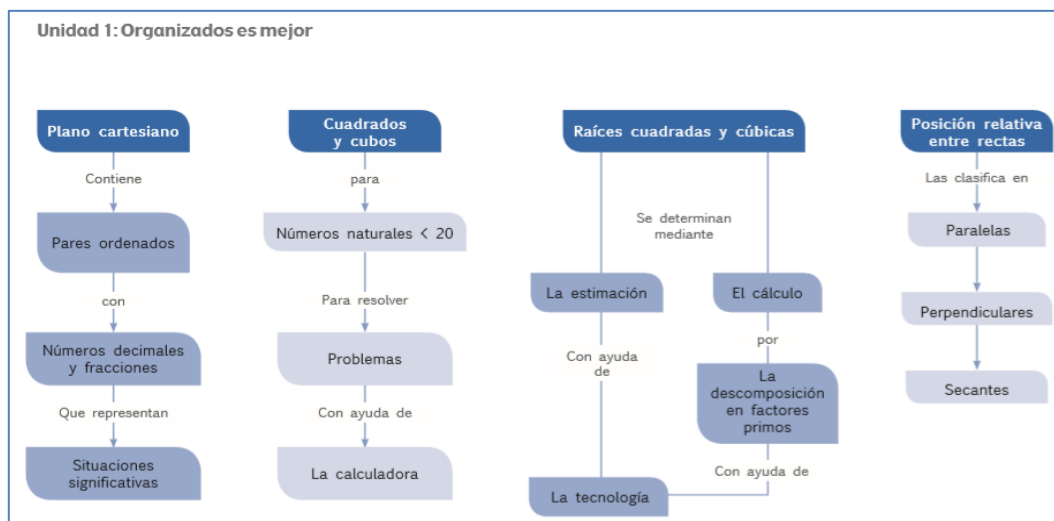 Unidad 1: Organizados es mejor
Plano cartesiano
Contiene
Pares ordenados
con
Números decimales
y fracciones
Que representan
Situaciones
significativas
Cuadrados
y cubos
para
Números naturales < 20
Para resolver
Problemas
Con ayuda de
La calculadora
Raíces cuadradas y cúbicas
Se determinan
mediante
La estimación
Con ayuda
de
El cálculo
por
La
descomposición
en factores
primos
Con ayuda de
La tecnología
Posición relativa
entre rectas
Las clasifica en
Paralelas
Perpendiculares
Secantes